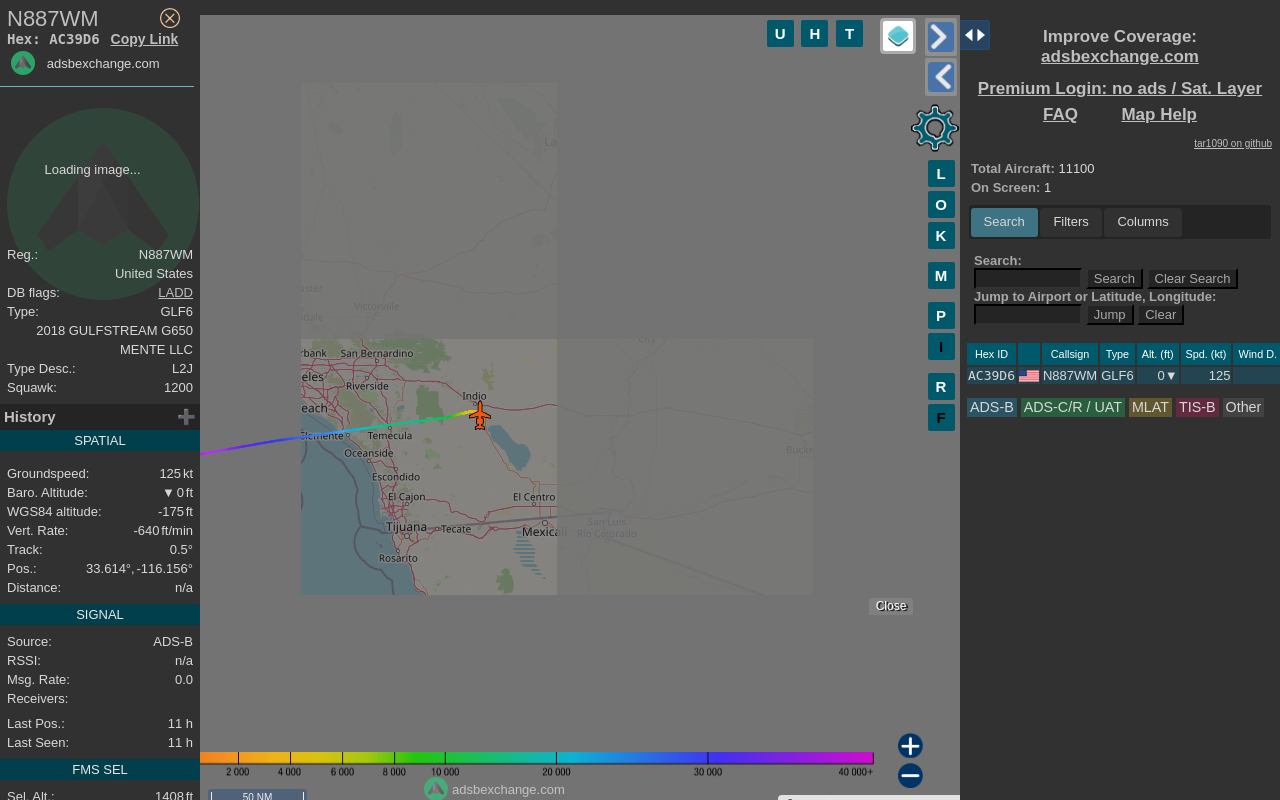 N887WM
Hex: AC39D6 Copy Link
adsbexchange.com
Loading image...
Reg.: N887WM
United States
DB flags: LADD
Type: GLF6
2018 GULFSTREAM G650
MENTE LLC
Type Desc.: L2J
Squawk: 1200
History
SPATIAL
Groundspeed: 125 kt
Baro. Altitude: ▼ 0 ft
WGS84 altitude: -175 ft
Vert. Rate: -640 ft/min
Track: 0.5°
Pos.: 33.614°, -116.156°
Distance: n/a
SIGNAL
Source: ADS-B
RSSI: n/a
Msg. Rate: 0.0
Receivers:
Last Pos.: 11 h
Last Seen: 11 h
FMS SEL
Sel. Alt.: 1408 ft
U H T
L
O
K
M
P
I
R
F
La
Victorville
dale
City
rbank San Bernardino
eles
Riverside
Indio
each
Clemente Temecula
Oceanside
Buck
Escondido
El Cajon El Centro
Tijuana Tecate Mexicali San Luis
Río Colorado
Rosarito
Close
2 000 4 000 6 000 8 000 10 000 20 000 30 000 40 000+
adsbexchange.com
50 NM
Improve Coverage:
adsbexchange.com
Premium Login: no ads / Sat. Layer
FAQ Map Help
tar1090 on github
Total Aircraft: 11100
On Screen: 1
Search Filters Columns
Search:
Search Clear Search
Jump to Airport or Latitude, Longitude:
Jump Clear
Hex ID Callsign Type Alt. (ft) Spd. (kt) Wind D.
AC39D6 N887WM GLF6 0▼ 125
ADS-B ADS-C/R / UAT MLAT TIS-B Other